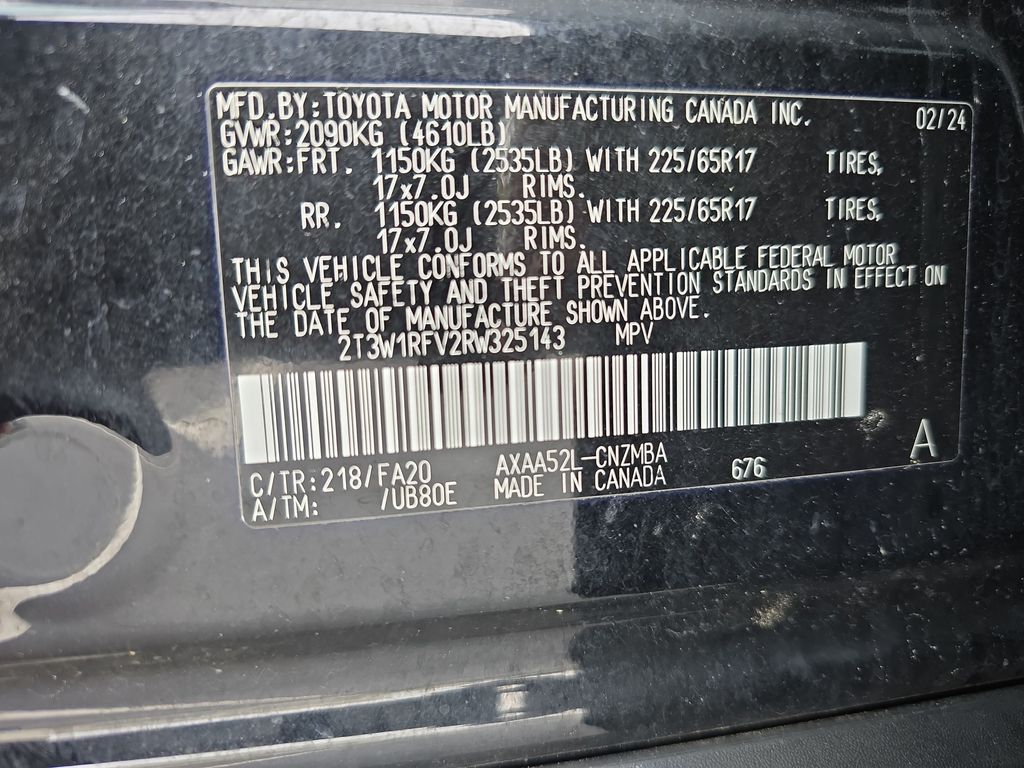 MFD.BY:TOYOTA MOTOR MANUFACTURING CANADA INC. 02/24
GVWR:2090KG (4610LB)
GAWR:FRT. 1150KG (2535LB) WITH 225/65R17 TIRES,
17x7.0J RIMS.
RR. 1150KG (2535LB) WITH 225/65R17 TIRES,
17x7.0J RIMS.
THIS VEHICLE CONFORMS TO ALL APPLICABLE FEDERAL MOTOR
VEHICLE SAFETY AND THEFT PREVENTION STANDARDS IN EFFECT ON
THE DATE OF MANUFACTURE SHOWN ABOVE.
2T3W1RFV2RW325143 MPV
C/TR:218/FA20 AXAA52L-CNZMBA 676 A
A/TM: /UB80E MADE IN CANADA